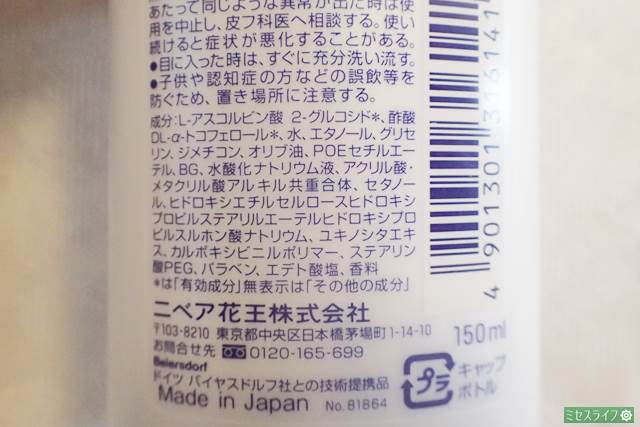 あたって同じような異常が出た時は使
用を中止し、皮フ科医へ相談する。使い
続けると症状が悪化することがある。
●目に入った時は、すぐに充分洗い流す。
●子供や認知症の方などの誤飲等を
防ぐため、置き場所に注意する。
成分:L-アスコルビン酸 2-グルコシド*、酢酸
DL-α-トコフェロール*、水、エタノール、グリセ
リン、ジメチコン、オリブ油、POEセチルエー
テル、BG、水酸化ナトリウム液、アクリル酸・
メタクリル酸アルキル共重合体、セタノー
ル、ヒドロキシエチルセルロースヒドロキシ
プロピルステアリルエーテルヒドロキシプロ
ピルスルホン酸ナトリウム、ユキノシタエキ
ス、カルボキシビニルポリマー、ステアリン
酸PEG、パラベン、エデト酸塩、香料
*は「有効成分」無表示は「その他の成分」
ニベア花王株式会社
〒103-8210 東京都中央区日本橋茅場町1-14-10
お問合せ先 0120-165-699
Beiersdorf
ドイツ バイヤスドルフ社との技術提携品
Made in Japan No. 81864
4 901301 316141
150ml
プラ
キャップ
ボトル
ミセスライフ